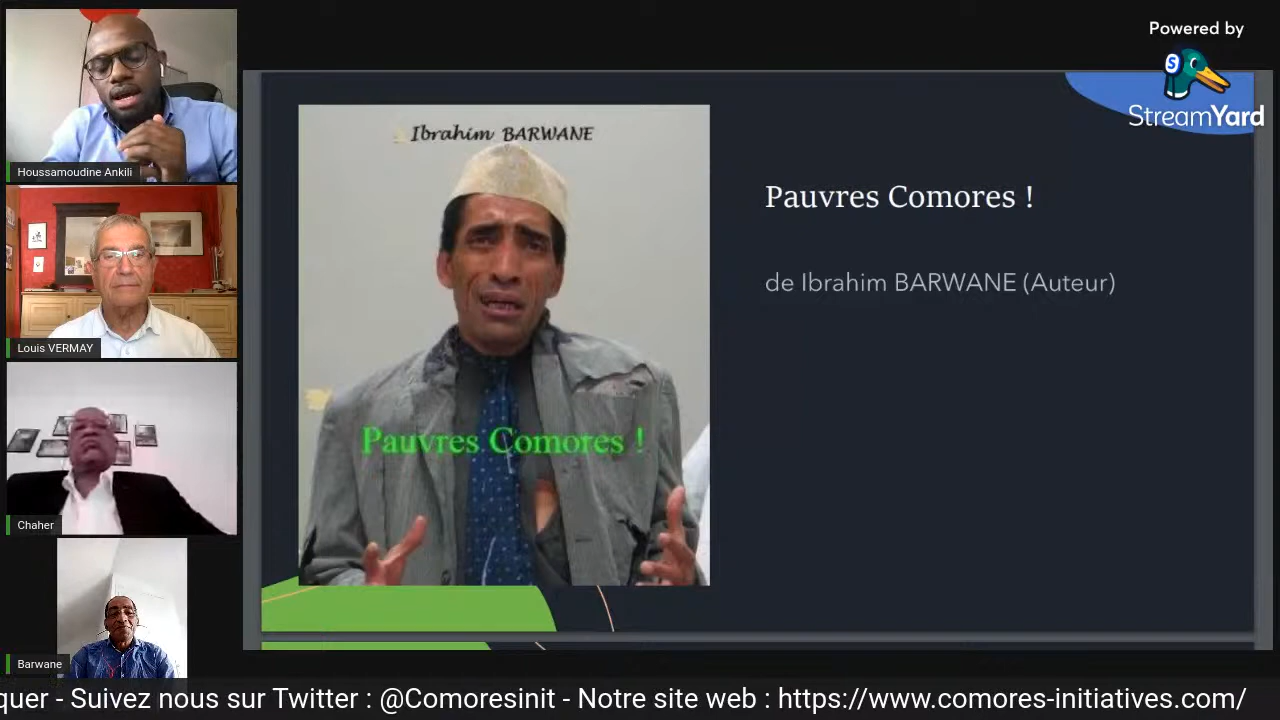 Powered by
StreamYard
Houssamoudine Ankili
Louis VERMAY
Chaher
Barwane
Ibrahim BARWANE
Pauvres Comores !
Pauvres Comores !
de Ibrahim BARWANE (Auteur)
quer - Suivez nous sur Twitter : @Comoresinit - Notre site web : https://www.comores-initiatives.com/